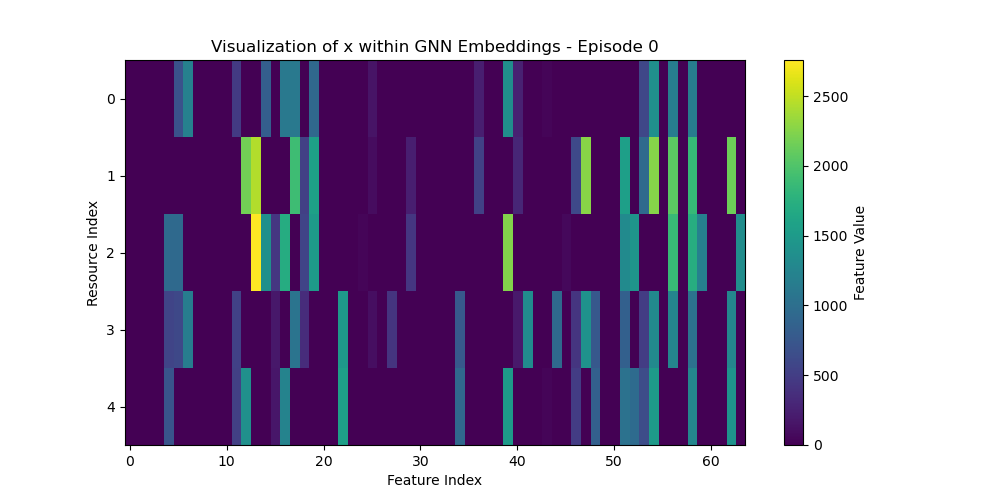 Visualization of x within GNN Embeddings - Episode 0
Resource Index
0
1
2
3
4
0 10 20 30 40 50 60
Feature Index
2500
2000
1500
1000
500
0
Feature Value